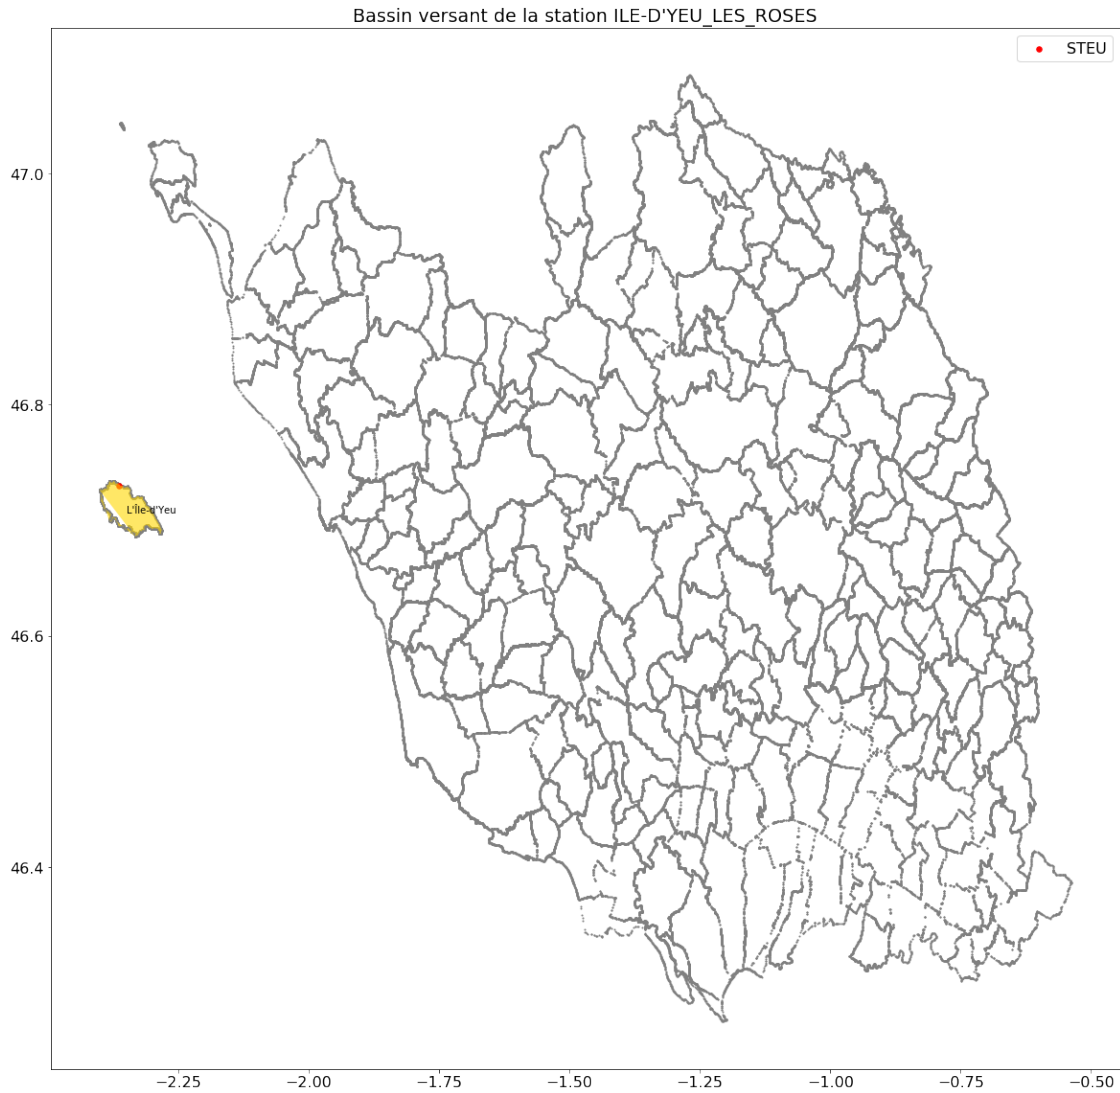 Bassin versant de la station ILE-D'YEU_LES_ROSES
STEU
47.0
46.8
L'Île-d'Yeu
46.6
46.4
−2.25 −2.00 −1.75 −1.50 −1.25 −1.00 −0.75 −0.50